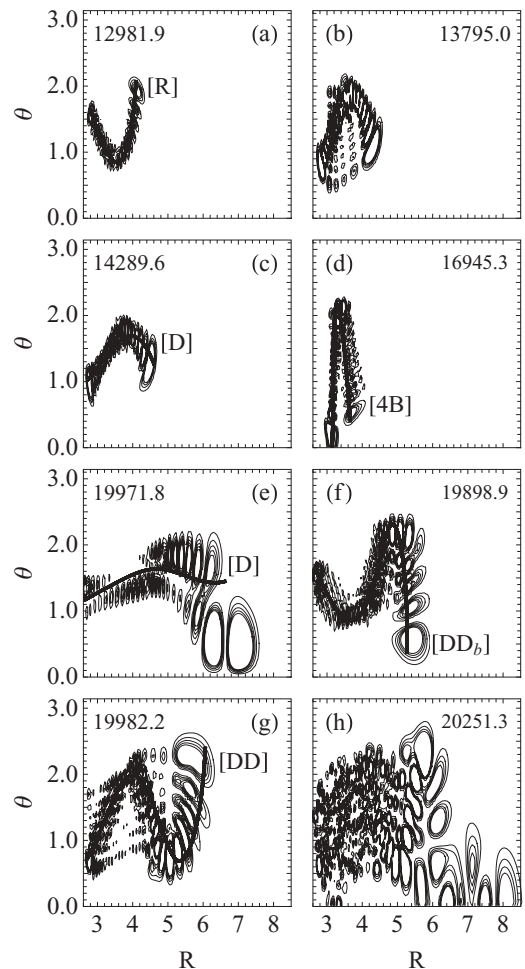 3.0
12981.9 (a)
(b) 13795.0
2.0
[R]
θ
1.0
0.0
3.0
14289.6 (c)
(d) 16945.3
2.0
[D]
θ
1.0
[4B]
0.0
3.0
19971.8 (e)
(f) 19898.9
2.0
[D]
θ
1.0
[DDb]
0.0
3.0
19982.2 (g)
(h) 20251.3
[DD]
2.0
θ
1.0
0.0
3 4 5 6 7 8
3 4 5 6 7 8
R
R